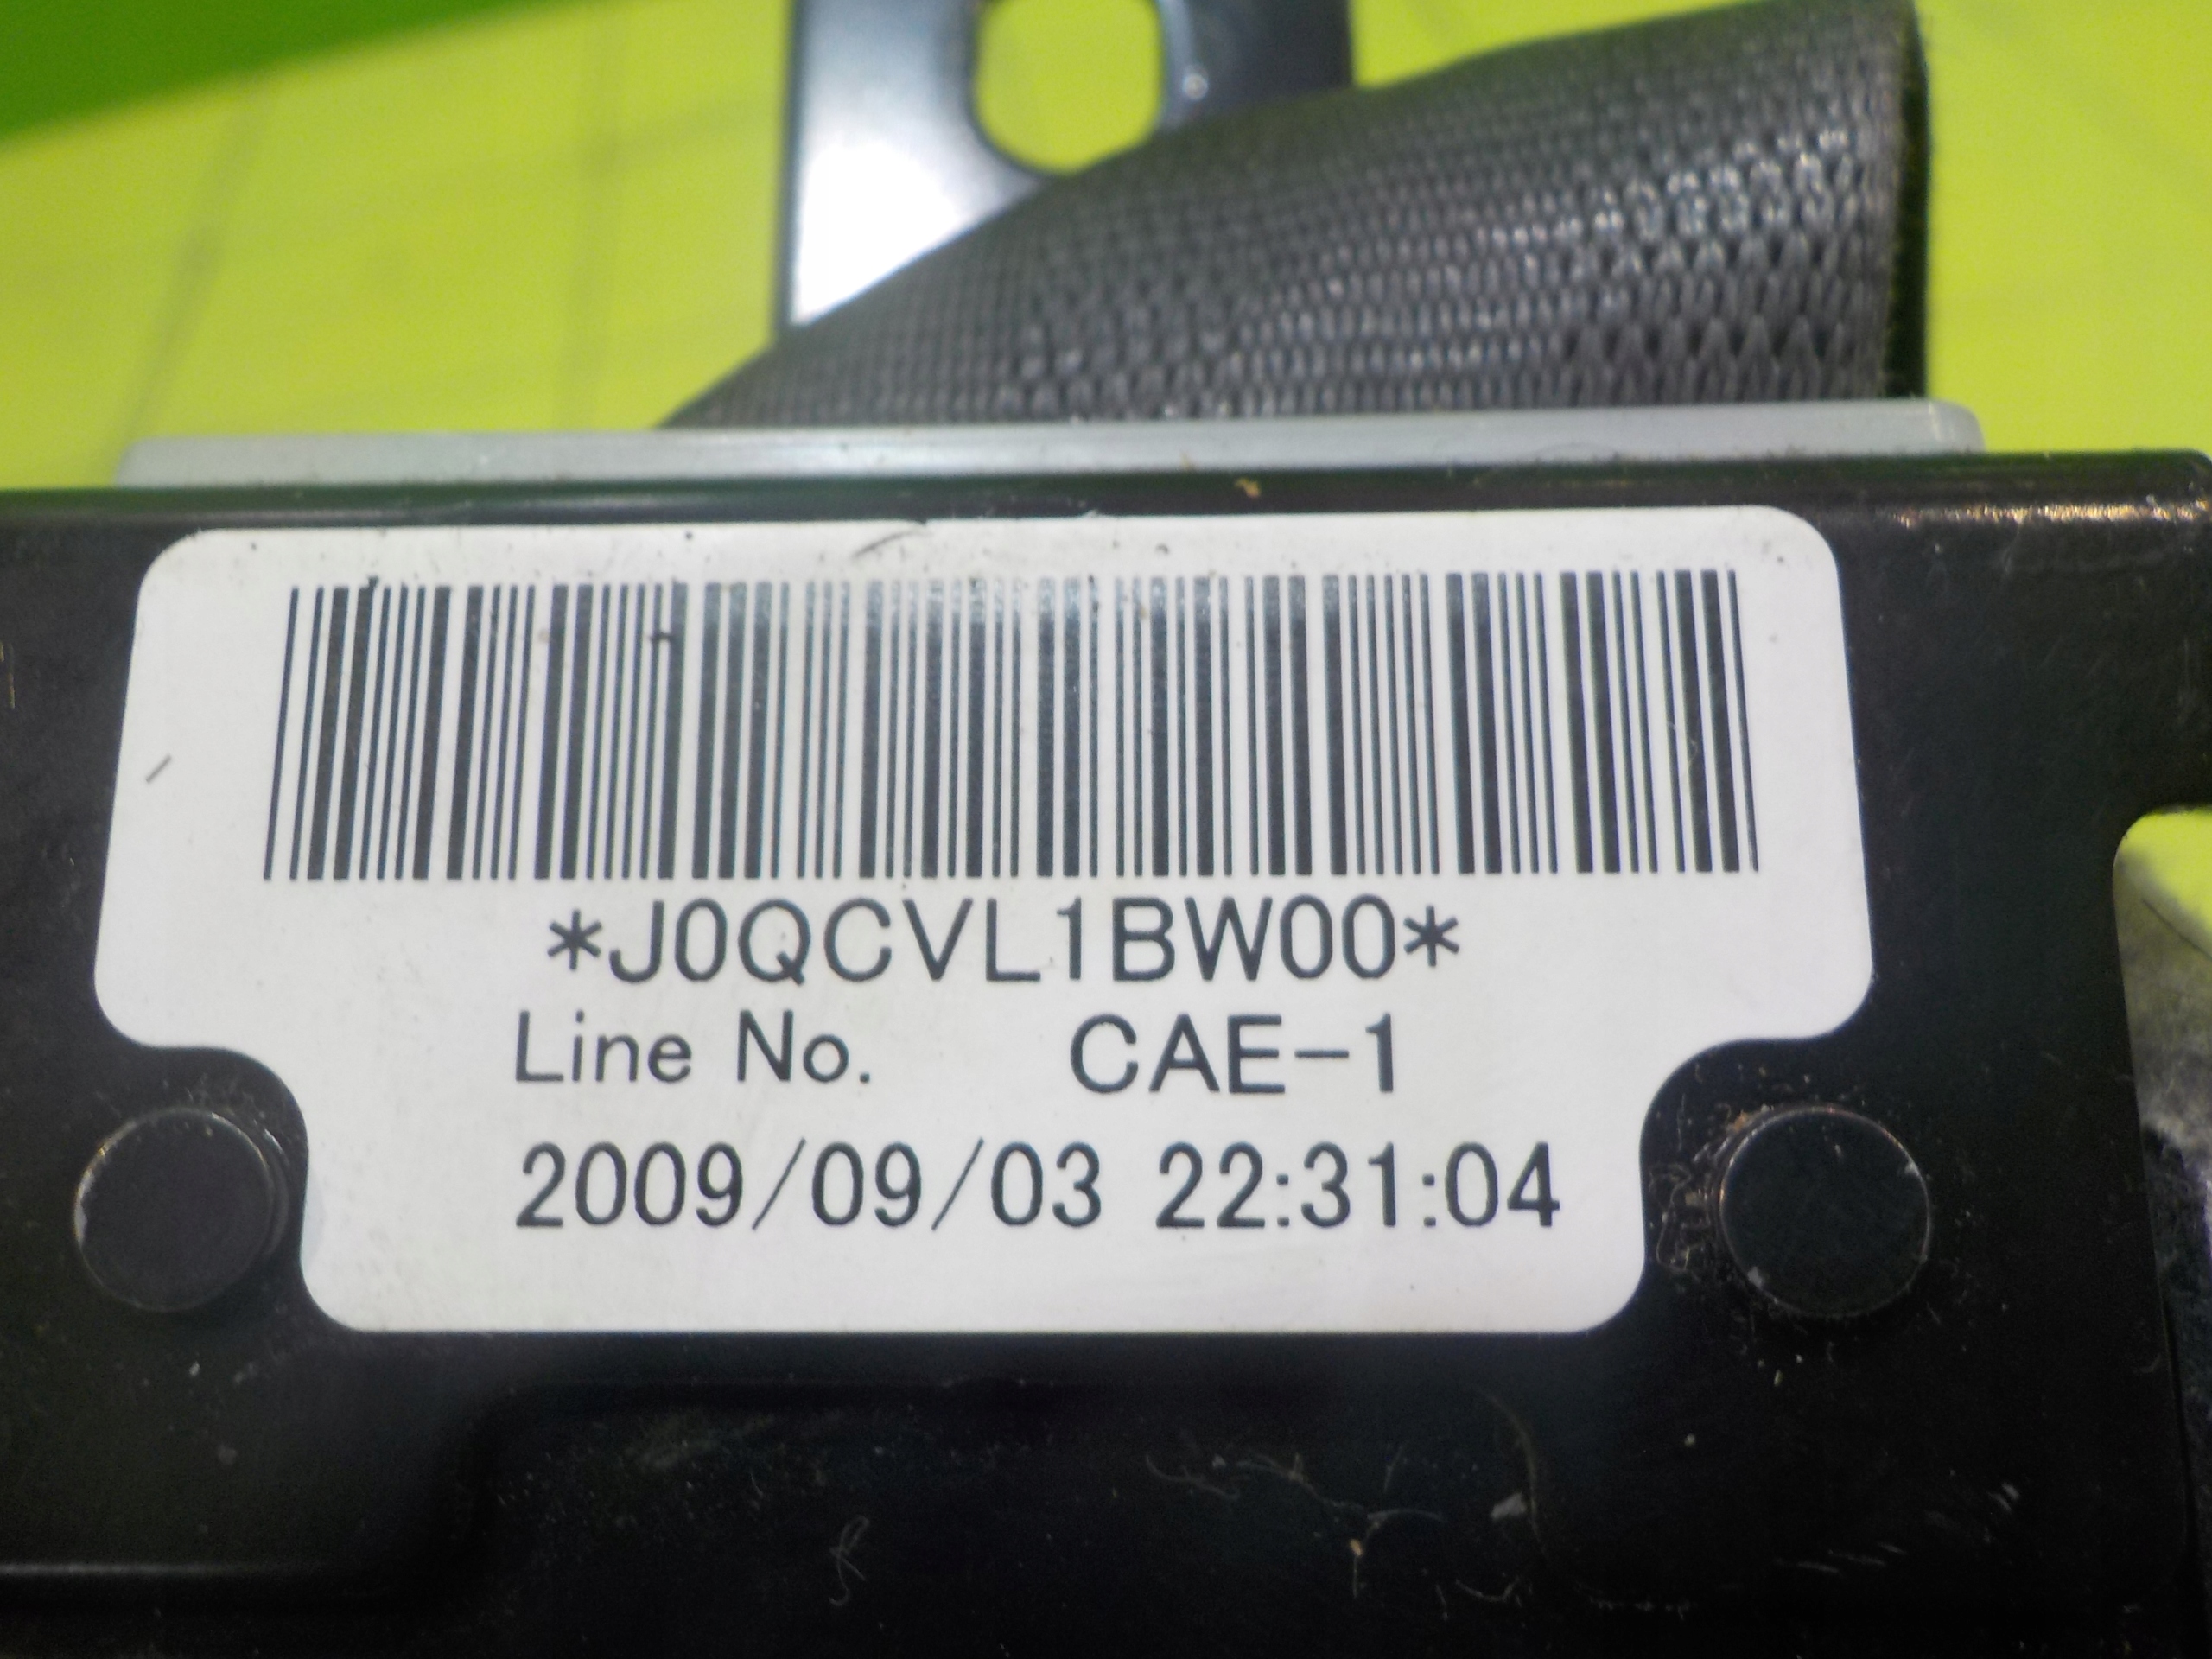 *J0QCVL1BW00*
Line No. CAE-1
2009/09/03 22:31:04